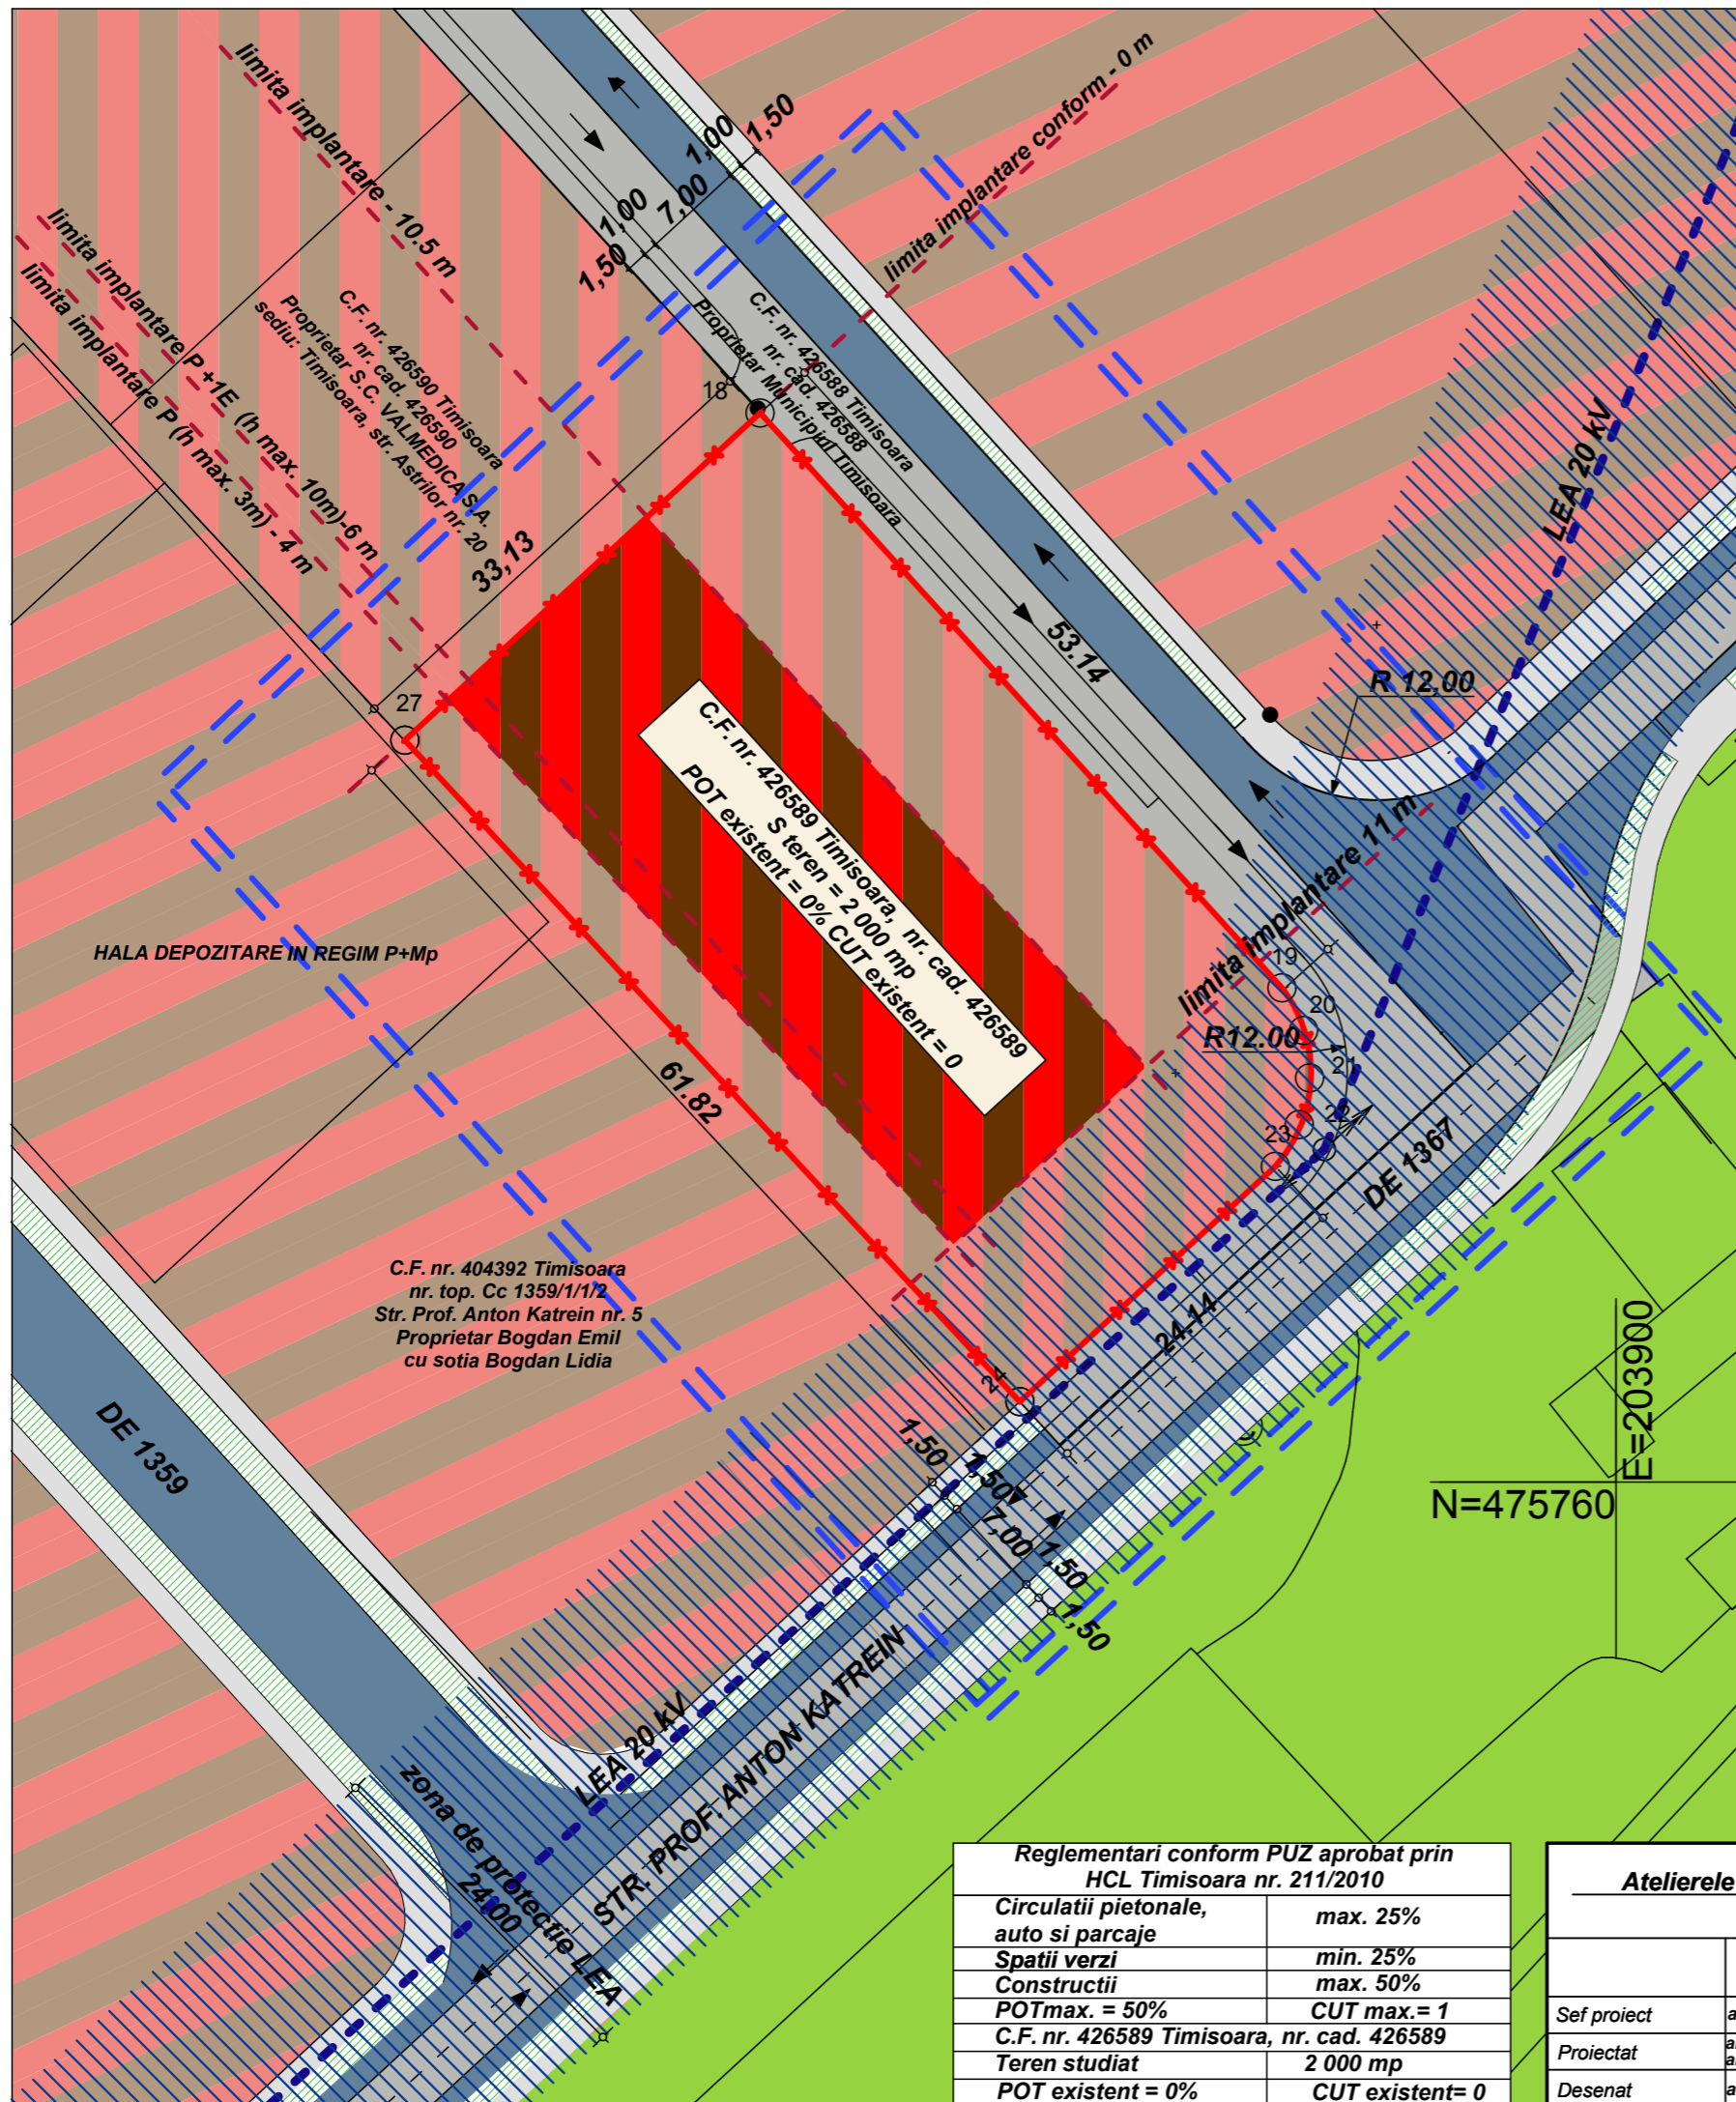 limita implantare - 10.5 m
limita implantare P +1E (h max. 10m)-6 m
limita implantare P (h max. 3m) - 4 m
C.F. nr. 426590 Timisoara
nr. cad. 426590
Proprietar S.C. VALMEDICA S.A.
sediu: Timisoara, str. Astrilor nr. 20
1,50
1,00
7,00
1,00
1,50
limita implantare conform - 0 m
C.F. nr. 426588 Timisoara
nr. cad. 426588
Proprietar Municipiul Timisoara
18
33,13
27
53.14
LEA 20 kV
R 12,00
C.F. nr. 426589 Timisoara, nr. cad. 426589
S teren = 2 000 mp
POT existent = 0% CUT existent = 0
limita implantare 11 m
19
20
R12.00
21
22
23
HALA DEPOZITARE IN REGIM P+Mp
61.82
DE 1367
24.14
24
C.F. nr. 404392 Timisoara
nr. top. Cc 1359/1/1/2
Str. Prof. Anton Katrein nr. 5
Proprietar Bogdan Emil
cu sotia Bogdan Lidia
DE 1359
1,50
1,50
7,00
1,50
1,50
E=203900
N=475760
LEA 20 kV
STR. PROF. ANTON KATREIN
zona de protectie LEA
24,00
Reglementari conform PUZ aprobat prin
HCL Timisoara nr. 211/2010
Circulatii pietonale,
auto si parcaje max. 25%
Spatii verzi min. 25%
Constructii max. 50%
POTmax. = 50% CUT max.= 1
C.F. nr. 426589 Timisoara, nr. cad. 426589
Teren studiat 2 000 mp
POT existent = 0% CUT existent= 0
Atelierele
Sef proiect
Proiectat
Desenat